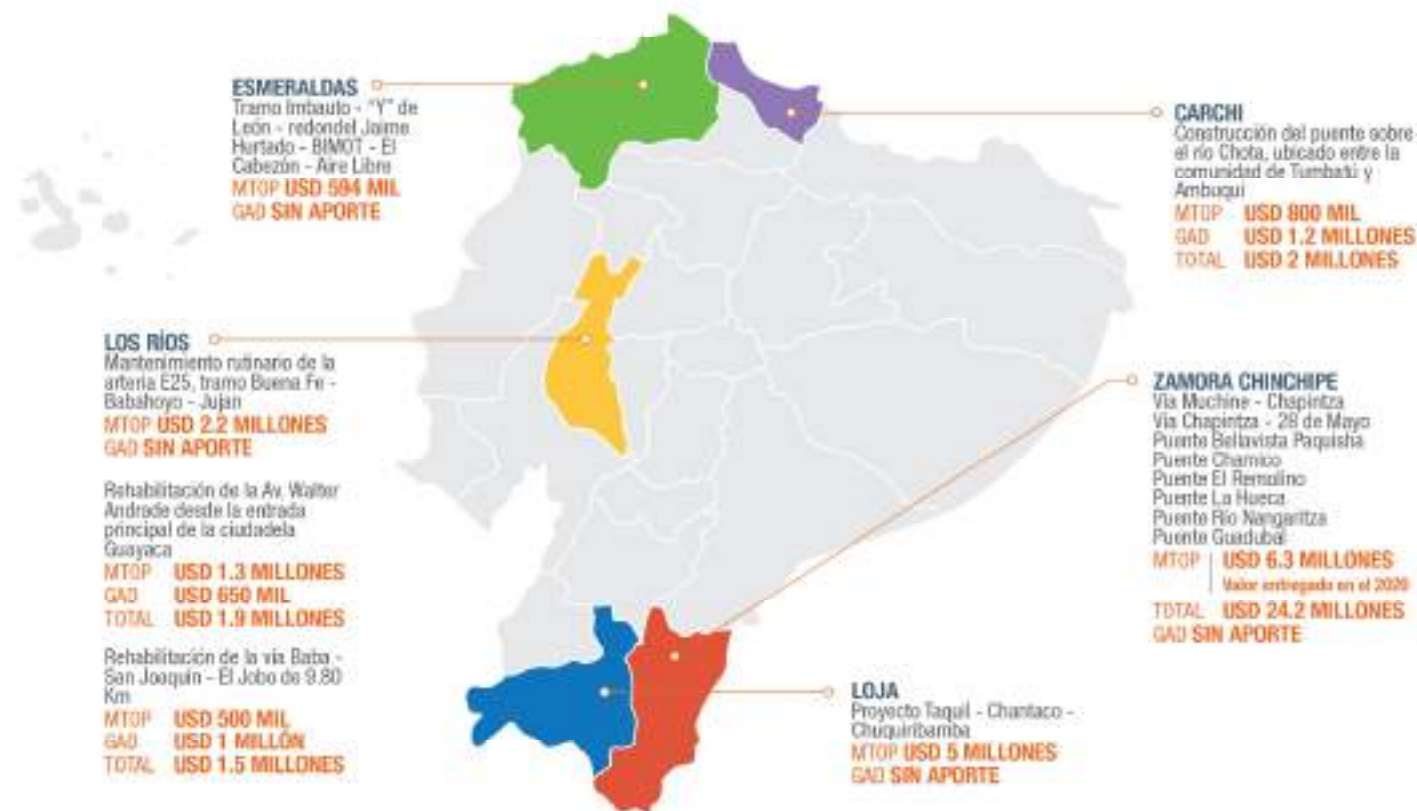 ESMERALDAS
Tramo Imbauto - "Y" de
León - redondel Jaime
Hurtado - BIMOT - El
Cabezón - Aire Libre
MTOP USD 594 MIL
GAD SIN APORTE
CARCHI
Construcción del puente sobre
el río Chota, ubicado entre la
comunidad de Tumbatú y
Ambuqui
MTOP USD 800 MIL
GAD USD 1.2 MILLONES
TOTAL USD 2 MILLONES
LOS RÍOS
Mantenimiento rutinario de la
arteria E25, tramo Buena Fe -
Babahoyo - Jujan
MTOP USD 2.2 MILLONES
GAD SIN APORTE
Rehabilitación de la Av. Walter
Andrade desde la entrada
principal de la ciudadela
Guayaca
MTOP USD 1.3 MILLONES
GAD USD 650 MIL
TOTAL USD 1.9 MILLONES
Rehabilitación de la vía Baba -
San Joaquín - El Jobo de 9.80
Km
MTOP USD 500 MIL
GAD USD 1 MILLÓN
TOTAL USD 1.5 MILLONES
ZAMORA CHINCHIPE
Vía Muchine - Chapintza
Vía Chapintza - 28 de Mayo
Puente Bellavista Paquisha
Puente Chamico
Puente El Remolino
Puente La Hueca
Puente Río Nangaritza
Puente Guadubal
MTOP USD 6.3 MILLONES
Valor entregado en el 2020
TOTAL USD 24.2 MILLONES
GAD SIN APORTE
LOJA
Proyecto Taquil - Chantaco -
Chuquiribamba
MTOP USD 5 MILLONES
GAD SIN APORTE